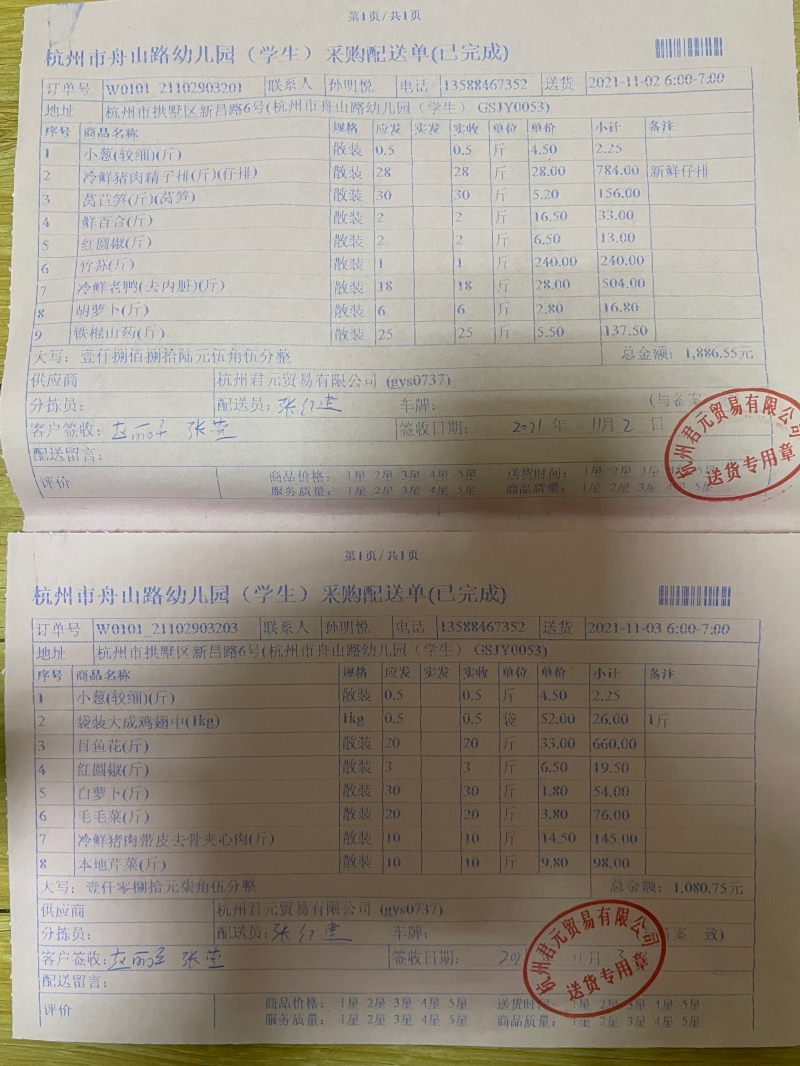 第1页/共1页
杭州市舟山路幼儿园（学生）采购配送单(已完成)
订单号 W0101_21102903201 联系人 孙明悦 电话 13588467352 送货 2021-11-02 6:00-7:00
地址 杭州市拱墅区新昌路6号(杭州市舟山路幼儿园（学生） GSJY0053)
序号 商品名称 规格 应发 实发 实收 单位 单价 小计 备注
1 小葱(较细)(斤) 散装 0.5 0.5 斤 4.50 2.25
2 冷鲜猪肉精子排(斤)(仔排) 散装 28 28 斤 28.00 784.00 新鲜仔排
3 莴苣笋(斤)(莴笋) 散装 30 30 斤 5.20 156.00
4 鲜百合(斤) 散装 2 2 斤 16.50 33.00
5 红圆椒(斤) 散装 2 2 斤 6.50 13.00
6 竹荪(斤) 散装 1 1 斤 240.00 240.00
7 冷鲜老鸭(去内脏)(斤) 散装 18 18 斤 28.00 504.00
8 胡萝卜(斤) 散装 6 6 斤 2.80 16.80
9 铁棍山药(斤) 散装 25 25 斤 5.50 137.50
大写: 壹仟捌佰捌拾陆元伍角伍分整 总金额: 1,886.55元
供应商 杭州君元贸易有限公司 (gys0737)
分拣员: 配送员: 车牌: (与备案
客户签收: 张莹 签收日期: 2021年 11月 2日
配送留言:
评价 商品价格: 1星 2星 3星 4星 5星 送货时间: 1星 2星 3星 4星 5星
服务质量: 1星 2星 3星 4星 5星 商品质量: 1星 2星 3星 4星 5星
杭州君元贸易有限公司
送货专用章
第1页/共1页
杭州市舟山路幼儿园（学生）采购配送单(已完成)
订单号 W0101_21102903203 联系人 孙明悦 电话 13588467352 送货 2021-11-03 6:00-7:00
地址 杭州市拱墅区新昌路6号(杭州市舟山路幼儿园（学生） GSJY0053)
序号 商品名称 规格 应发 实发 实收 单位 单价 小计 备注
1 小葱(较细)(斤) 散装 0.5 0.5 斤 4.50 2.25
2 袋装大成鸡翅中(1kg) 1kg 0.5 0.5 袋 52.00 26.00 1斤
3 目鱼花(斤) 散装 20 20 斤 33.00 660.00
4 红圆椒(斤) 散装 3 3 斤 6.50 19.50
5 白萝卜(斤) 散装 30 30 斤 1.80 54.00
6 毛毛菜(斤) 散装 20 20 斤 3.80 76.00
7 冷鲜猪肉带皮去骨夹心肉(斤) 散装 10 10 斤 14.50 145.00
8 本地芹菜(斤) 散装 10 10 斤 9.80 98.00
大写: 壹仟零捌拾元柒角伍分整 总金额: 1,080.75元
供应商 杭州君元贸易有限公司 (gys0737)
分拣员: 配送员: 车牌: 备案一致)
客户签收: 张莹 签收日期: 11月 3
配送留言:
评价 商品价格: 1星 2星 3星 4星 5星 送货时间: 1星 2星 3星 4星 5星
服务质量: 1星 2星 3星 4星 5星 商品质量: 1星 2星 3星 4星 5星
杭州君元贸易有限公司
送货专用章